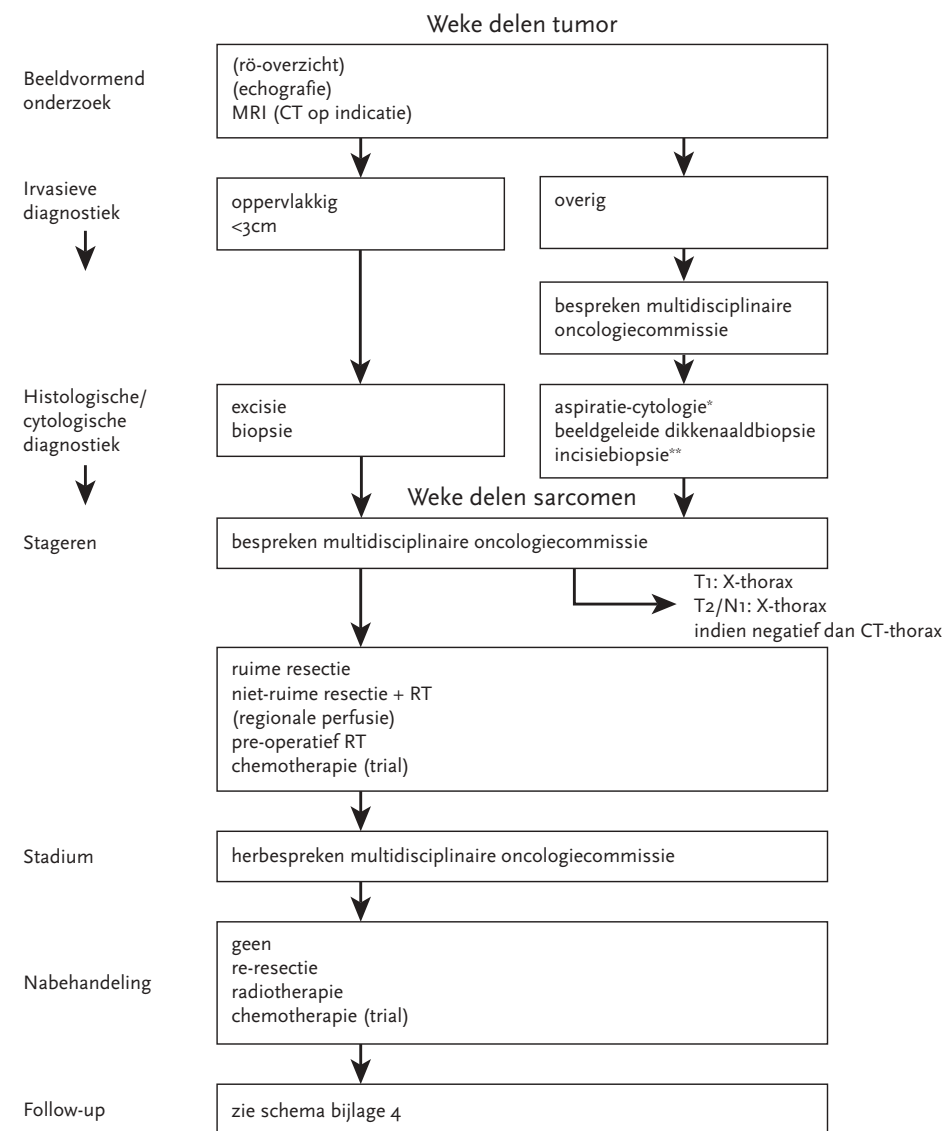 Weke delen tumor
Beeldvormend
onderzoek
(rö-overzicht)
(echografie)
MRI (CT op indicatie)
Irvasieve
diagnostiek
oppervlakkig
<3cm
overig
bespreken multidisciplinaire
oncologiecommissie
Histologische/
cytologische
diagnostiek
excisie
biopsie
aspiratie-cytologie*
beeldgeleide dikkenaaldbiopsie
incisiebiopsie**
Weke delen sarcomen
Stageren
bespreken multidisciplinaire oncologiecommissie
T1: X-thorax
T2/N1: X-thorax
indien negatief dan CT-thorax
ruime resectie
niet-ruime resectie + RT
(regionale perfusie)
pre-operatief RT
chemotherapie (trial)
Stadium
herbespreken multidisciplinaire oncologiecommissie
Nabehandeling
geen
re-resectie
radiotherapie
chemotherapie (trial)
Follow-up
zie schema bijlage 4